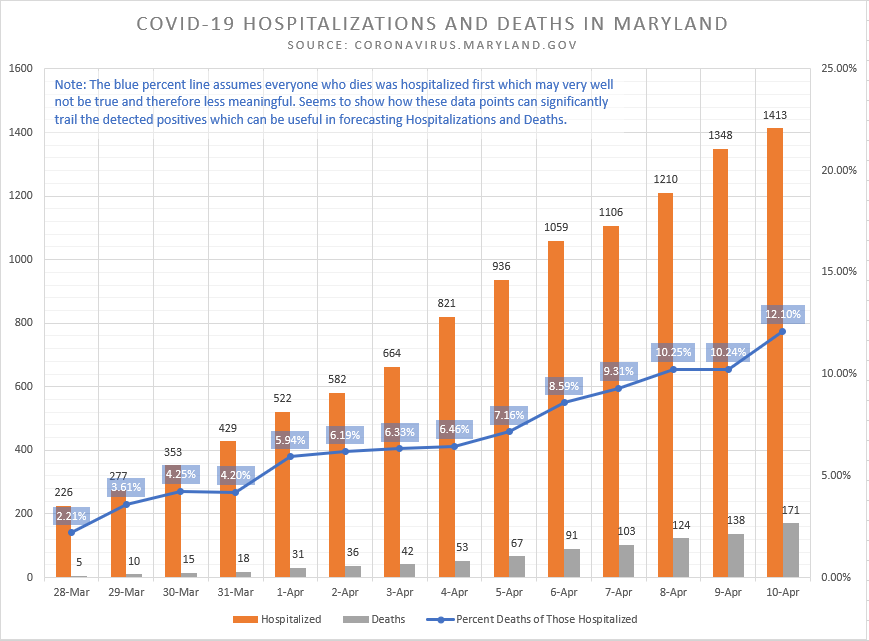 COVID-19 HOSPITALIZATIONS AND DEATHS IN MARYLAND
SOURCE: CORONAVIRUS.MARYLAND.GOV
Note: The blue percent line assumes everyone who dies was hospitalized first which may very well
not be true and therefore less meaningful. Seems to show how these data points can significantly
trail the detected positives which can be useful in forecasting Hospitalizations and Deaths.
1600
1400
1200
1000
800
600
400
200
0
25.00%
20.00%
15.00%
10.00%
5.00%
0.00%
226 277 353 429 522 582 664 821 936 1059 1106 1210 1348 1413
2.21% 3.61% 4.25% 4.20% 5.94% 6.19% 6.33% 6.46% 7.16% 8.59% 9.31% 10.25% 10.24% 12.10%
5 10 15 18 31 36 42 53 67 91 103 124 138 171
28-Mar 29-Mar 30-Mar 31-Mar 1-Apr 2-Apr 3-Apr 4-Apr 5-Apr 6-Apr 7-Apr 8-Apr 9-Apr 10-Apr
Hospitalized Deaths Percent Deaths of Those Hospitalized